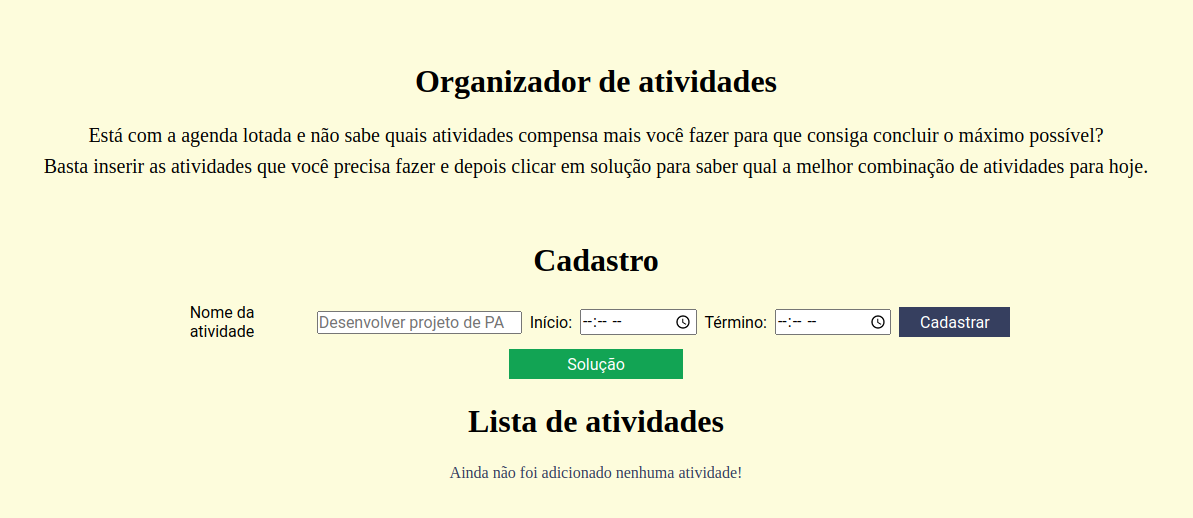 Organizador de atividades
Está com a agenda lotada e não sabe quais atividades compensa mais você fazer para que consiga concluir o máximo possível?
Basta inserir as atividades que você precisa fazer e depois clicar em solução para saber qual a melhor combinação de atividades para hoje.
Cadastro
Nome da
atividade
Desenvolver projeto de PA
Início: --:-- --
Término: --:-- --
Cadastrar
Solução
Lista de atividades
Ainda não foi adicionado nenhuma atividade!